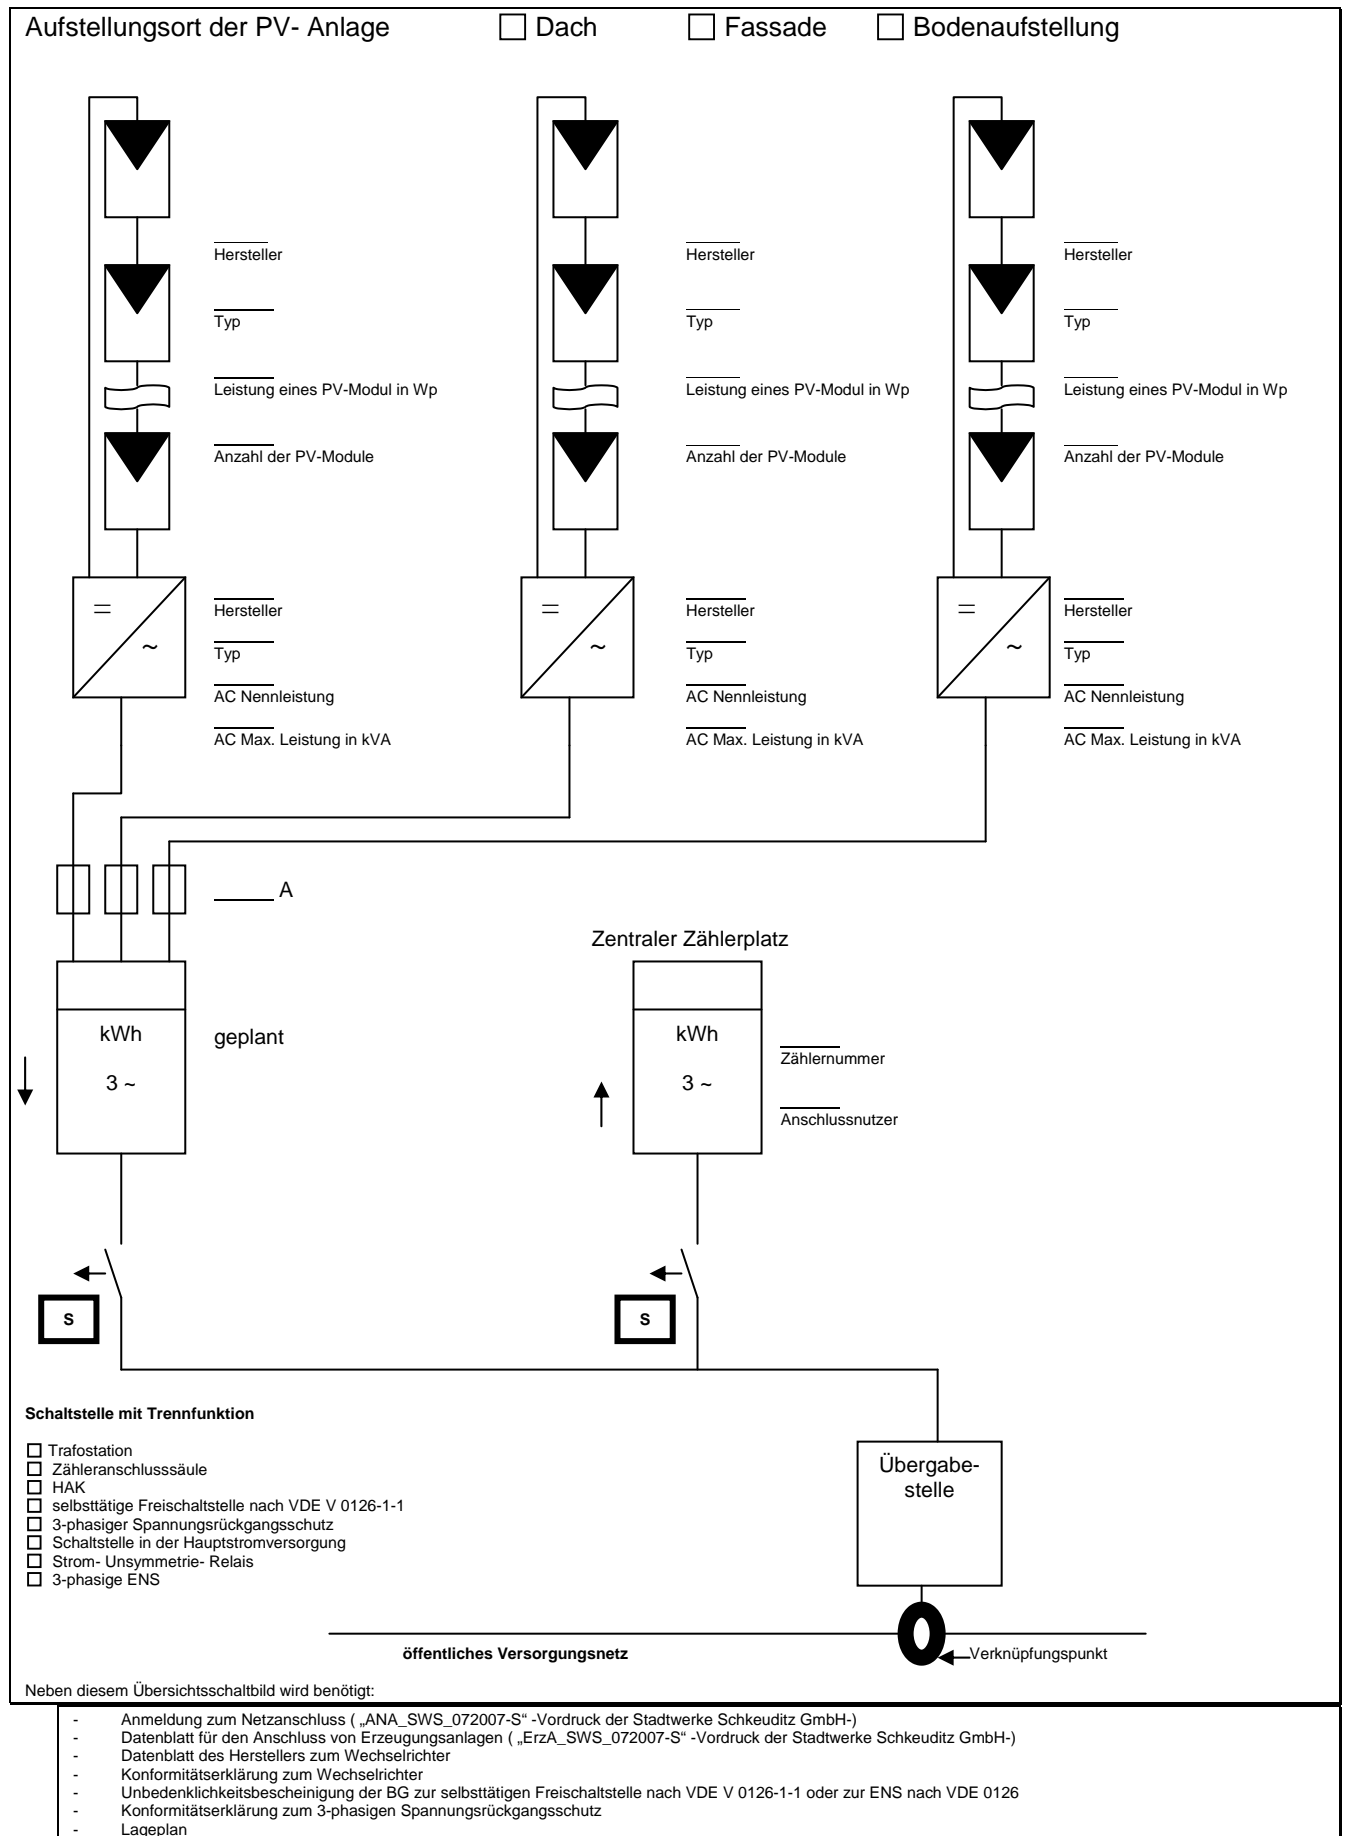 Aufstellungsort der PV- Anlage Dach Fassade Bodenaufstellung
Hersteller Hersteller Hersteller
Typ Typ Typ
Leistung eines PV-Modul in Wp Leistung eines PV-Modul in Wp Leistung eines PV-Modul in Wp
Anzahl der PV-Module Anzahl der PV-Module Anzahl der PV-Module
= = =
Hersteller Hersteller Hersteller
~ ~ ~
Typ Typ Typ
AC Nennleistung AC Nennleistung AC Nennleistung
AC Max. Leistung in kVA AC Max. Leistung in kVA AC Max. Leistung in kVA
A
Zentraler Zählerplatz
kWh geplant kWh
Zählernummer
3 ~ 3 ~
Anschlussnutzer
S S
Schaltstelle mit Trennfunktion
Trafostation
Zähleranschlusssäule
HAK
selbsttätige Freischaltstelle nach VDE V 0126-1-1
3-phasiger Spannungsrückgangsschutz
Schaltstelle in der Hauptstromversorgung
Strom- Unsymmetrie- Relais
3-phasige ENS
Übergabe-
stelle
öffentliches Versorgungsnetz Verknüpfungspunkt
Neben diesem Übersichtsschaltbild wird benötigt:
- Anmeldung zum Netzanschluss ( „ANA_SWS_072007-S“ -Vordruck der Stadtwerke Schkeuditz GmbH-)
- Datenblatt für den Anschluss von Erzeugungsanlagen ( „ErzA_SWS_072007-S“ -Vordruck der Stadtwerke Schkeuditz GmbH-)
- Datenblatt des Herstellers zum Wechselrichter
- Konformitätserklärung zum Wechselrichter
- Unbedenklichkeitsbescheinigung der BG zur selbsttätigen Freischaltstelle nach VDE V 0126-1-1 oder zur ENS nach VDE 0126
- Konformitätserklärung zum 3-phasigen Spannungsrückgangsschutz
- Lageplan